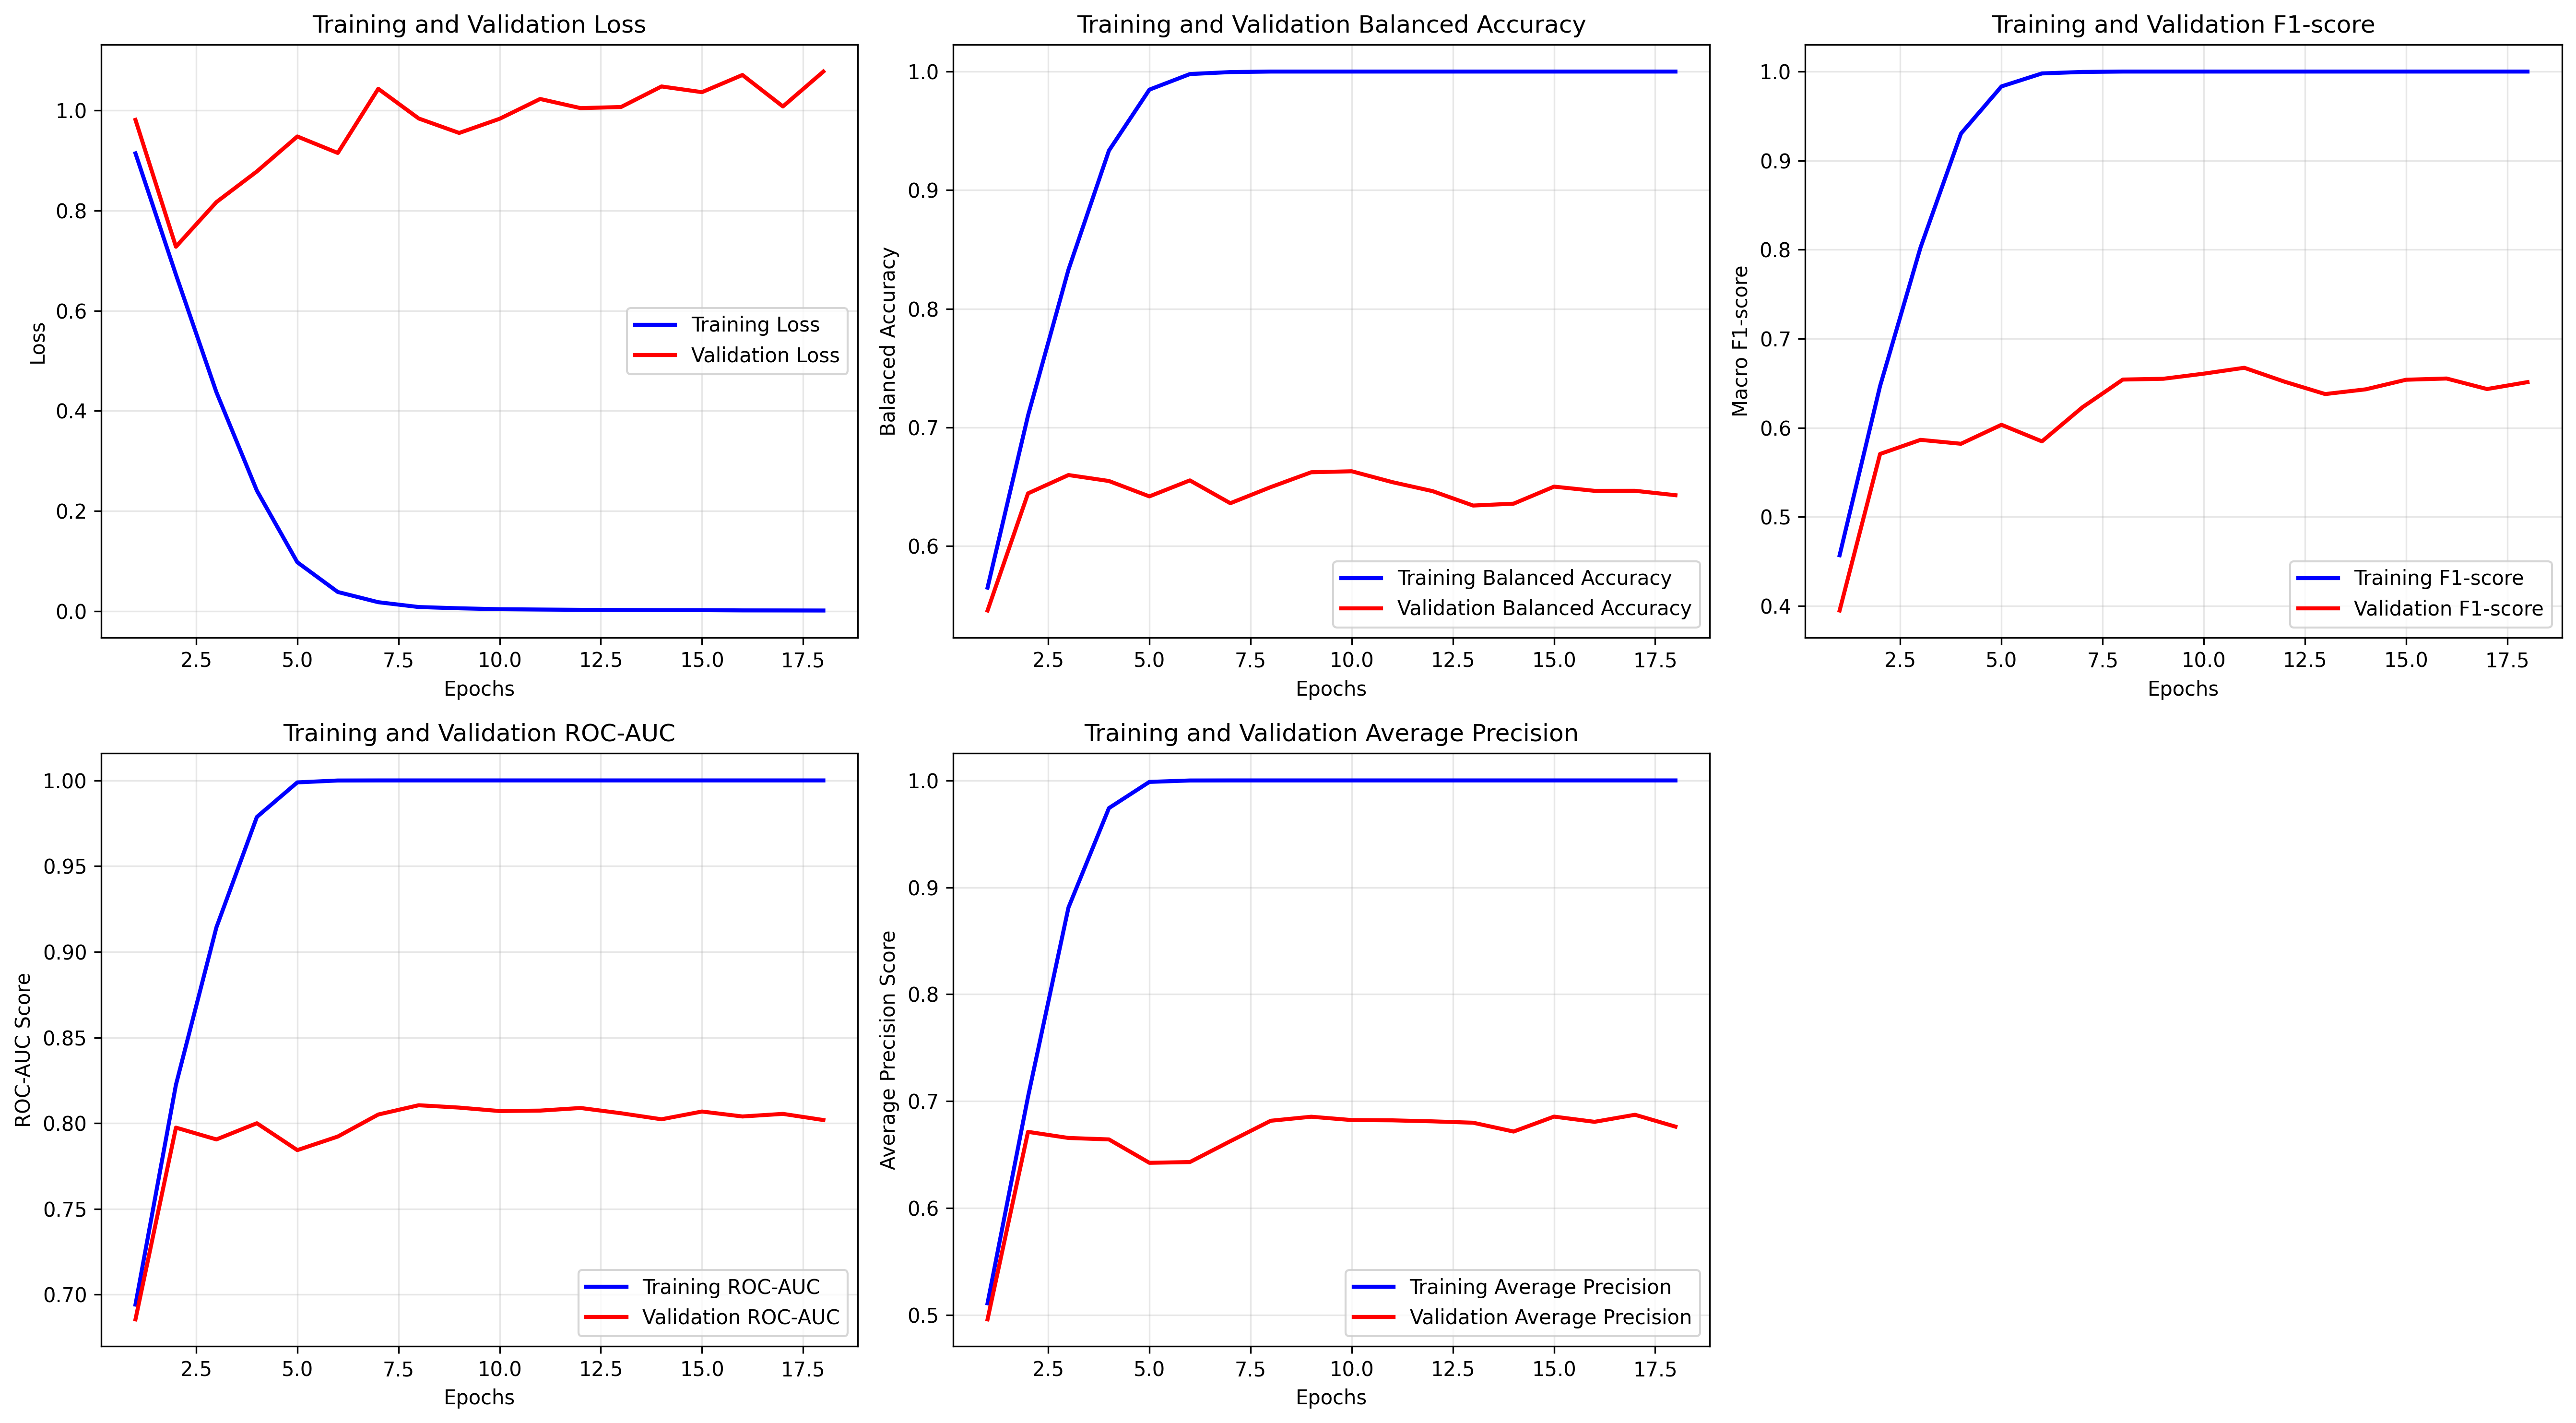 Training and Validation Loss
Loss
1.0
0.8
0.6
0.4
0.2
0.0
Training Loss
Validation Loss
2.5 5.0 7.5 10.0 12.5 15.0 17.5
Epochs
Training and Validation Balanced Accuracy
Balanced Accuracy
1.0
0.9
0.8
0.7
0.6
Training Balanced Accuracy
Validation Balanced Accuracy
2.5 5.0 7.5 10.0 12.5 15.0 17.5
Epochs
Training and Validation F1-score
Macro F1-score
1.0
0.9
0.8
0.7
0.6
0.5
0.4
Training F1-score
Validation F1-score
2.5 5.0 7.5 10.0 12.5 15.0 17.5
Epochs
Training and Validation ROC-AUC
ROC-AUC Score
1.00
0.95
0.90
0.85
0.80
0.75
0.70
Training ROC-AUC
Validation ROC-AUC
2.5 5.0 7.5 10.0 12.5 15.0 17.5
Epochs
Training and Validation Average Precision
Average Precision Score
1.0
0.9
0.8
0.7
0.6
0.5
Training Average Precision
Validation Average Precision
2.5 5.0 7.5 10.0 12.5 15.0 17.5
Epochs